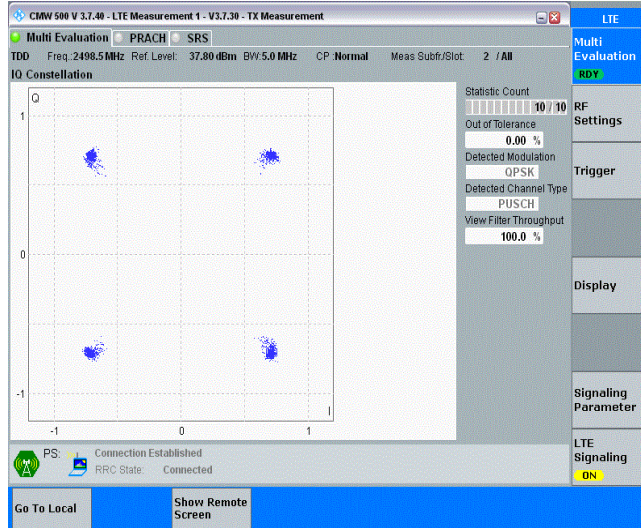 CMW 500 V 3.7.40 - LTE Measurement 1 - V3.7.30 - TX Measurement
LTE
Multi Evaluation PRACH SRS
TDD Freq.:2498.5 MHz Ref. Level: 37.80 dBm BW:5.0 MHz CP :Normal Meas Subfr./Slot: 2 / All
IQ Constellation
Q
1
0
-1
-1 0 1
I
Statistic Count
10 / 10
Out of Tolerance
0.00 %
Detected Modulation
QPSK
Detected Channel Type
PUSCH
View Filter Throughput
100.0 %
Multi
Evaluation
RDY
RF
Settings
Trigger
Display
Signaling
Parameter
LTE
Signaling
ON
PS: Connection Established
RRC State: Connected
Go To Local
Show Remote
Screen